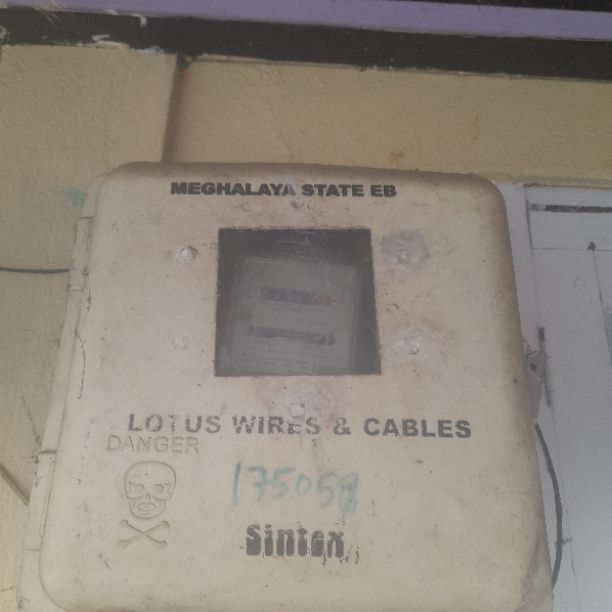 MEGHALAYA STATE EB
LOTUS WIRES & CABLES
DANGER
175058
Sintex